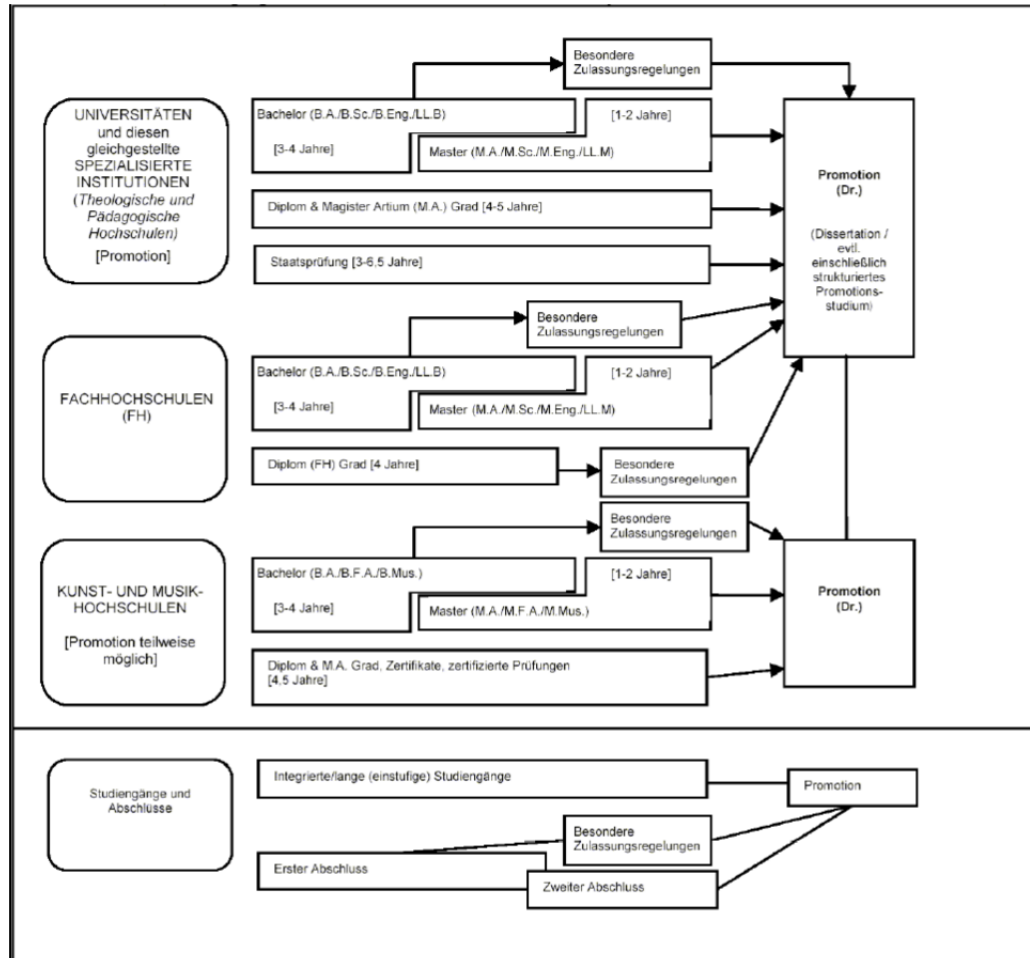 Besondere
Zulassungsregelungen
UNIVERSITÄTEN
und diesen
gleichgestellte
SPEZIALISIERTE
INSTITUTIONEN
(Theologische und
Pädagogische
Hochschulen)
[Promotion]
Bachelor (B.A./B.Sc./B.Eng./LL.B)
[3-4 Jahre]
[1-2 Jahre]
Master (M.A./M.Sc./M.Eng./LL.M)
Diplom & Magister Artium (M.A.) Grad [4-5 Jahre]
Staatsprüfung [3-6,5 Jahre]
Promotion
(Dr.)
(Dissertation /
evtl.
einschließlich
strukturiertes
Promotions-
studium)
Besondere
Zulassungsregelungen
FACHHOCHSCHULEN
(FH)
Bachelor (B.A./B.Sc./B.Eng./LL.B)
[3-4 Jahre]
[1-2 Jahre]
Master (M.A./M.Sc./M.Eng./LL.M)
Diplom (FH) Grad [4 Jahre]
Besondere
Zulassungsregelungen
Besondere
Zulassungsregelungen
KUNST- UND MUSIK-
HOCHSCHULEN
[Promotion teilweise
möglich]
Bachelor (B.A./B.F.A./B.Mus.)
[3-4 Jahre]
[1-2 Jahre]
Master (M.A./M.F.A./M.Mus.)
Diplom & M.A. Grad, Zertifikate, zertifizierte Prüfungen
[4,5 Jahre]
Promotion
(Dr.)
Studiengänge und
Abschlüsse
Integrierte/lange (einstufige) Studiengänge
Promotion
Besondere
Zulassungsregelungen
Erster Abschluss
Zweiter Abschluss